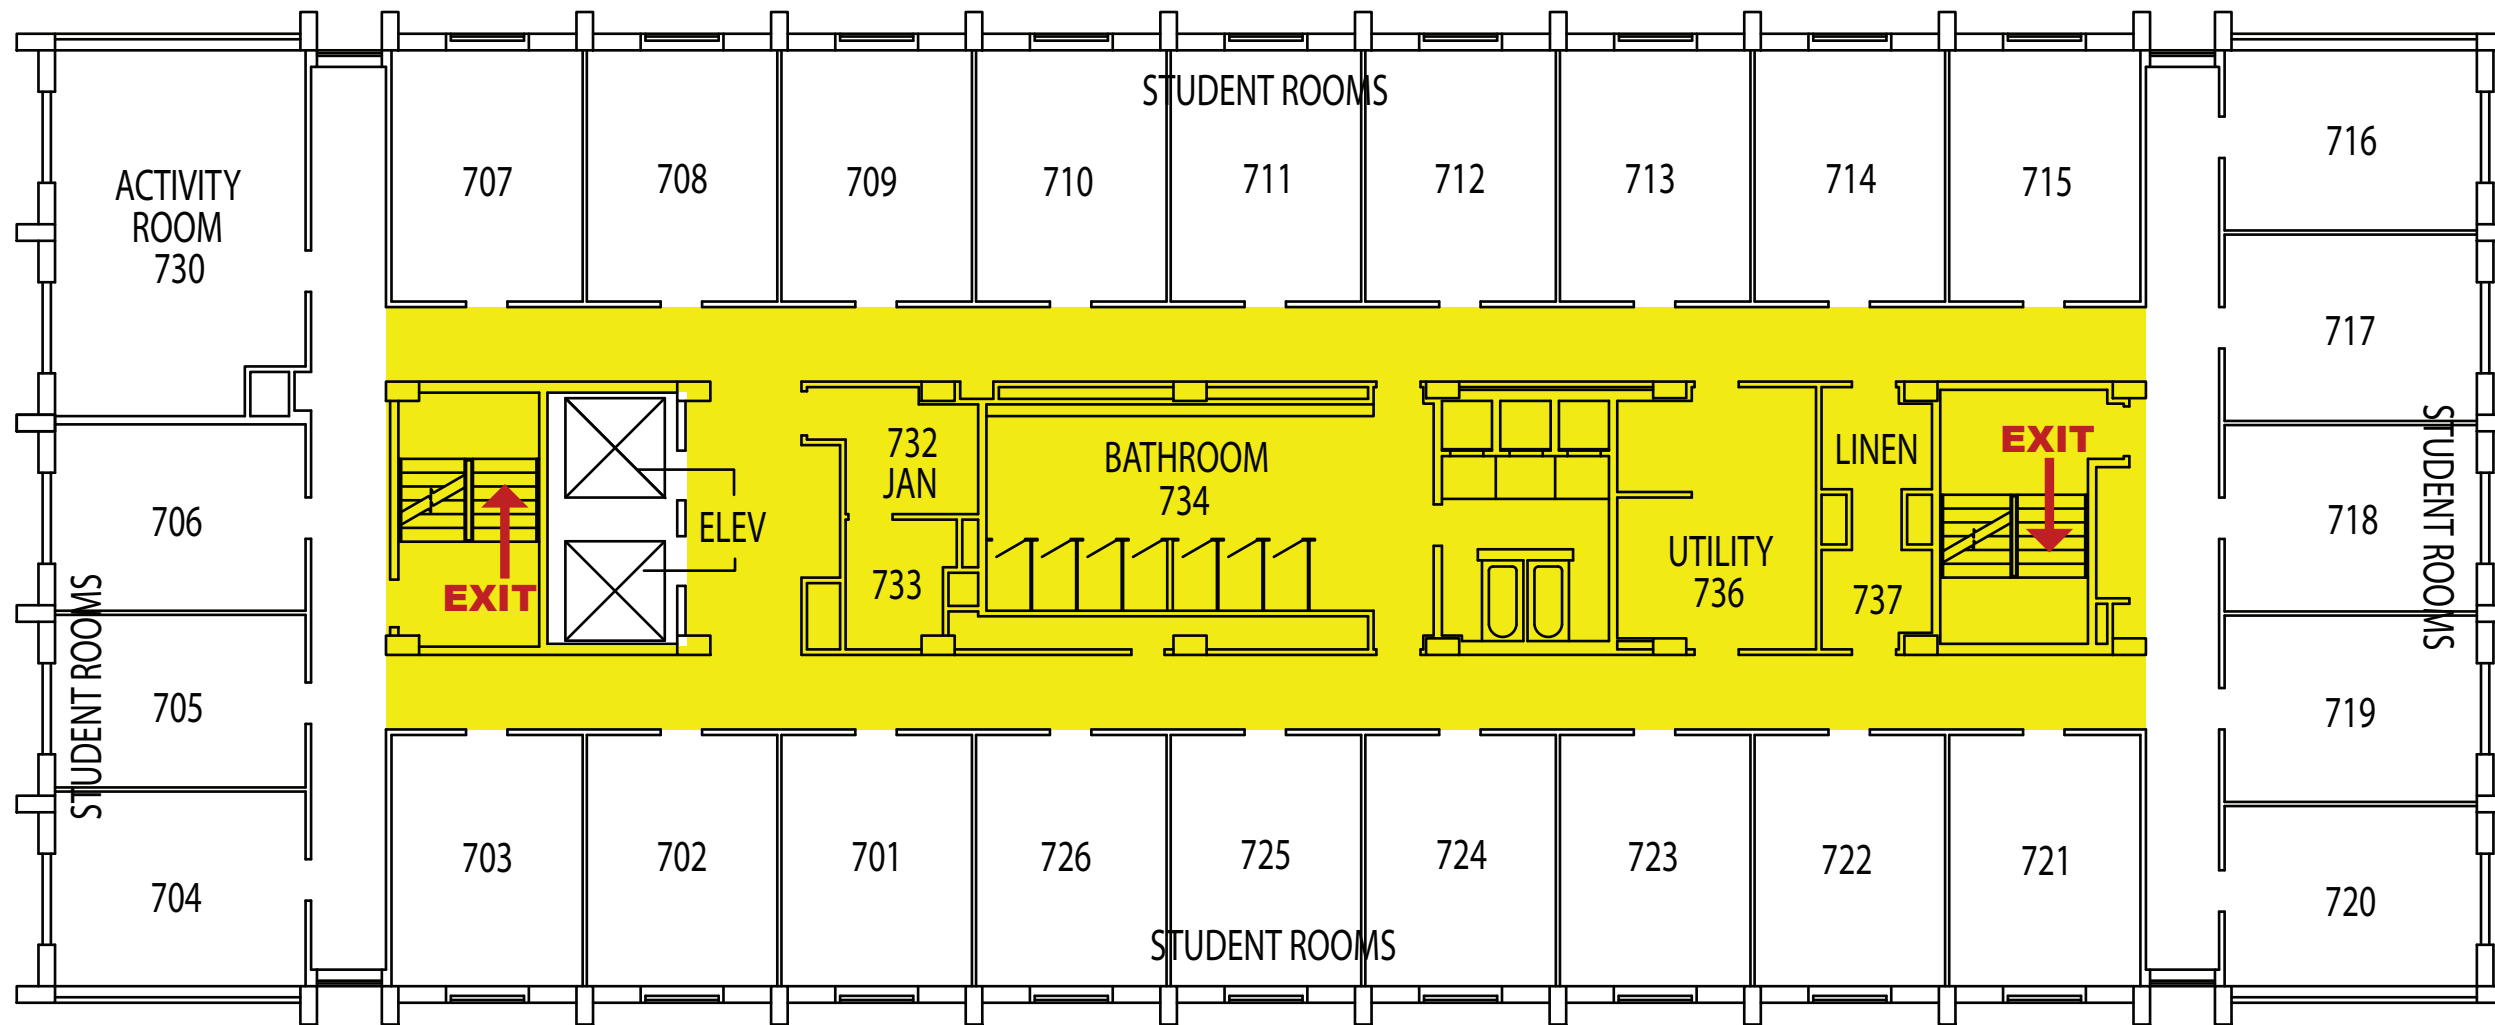 STUDENT ROOMS
ACTIVITY
ROOM
730
707
708
709
710
711
712
713
714
715
716
717
718
719
720
STUDENT ROOMS
706
705
704
STUDENT ROOMS
EXIT
ELEV
732
JAN
733
BATHROOM
734
UTILITY
736
LINEN
737
EXIT
703
702
701
726
725
724
723
722
721
STUDENT ROOMS